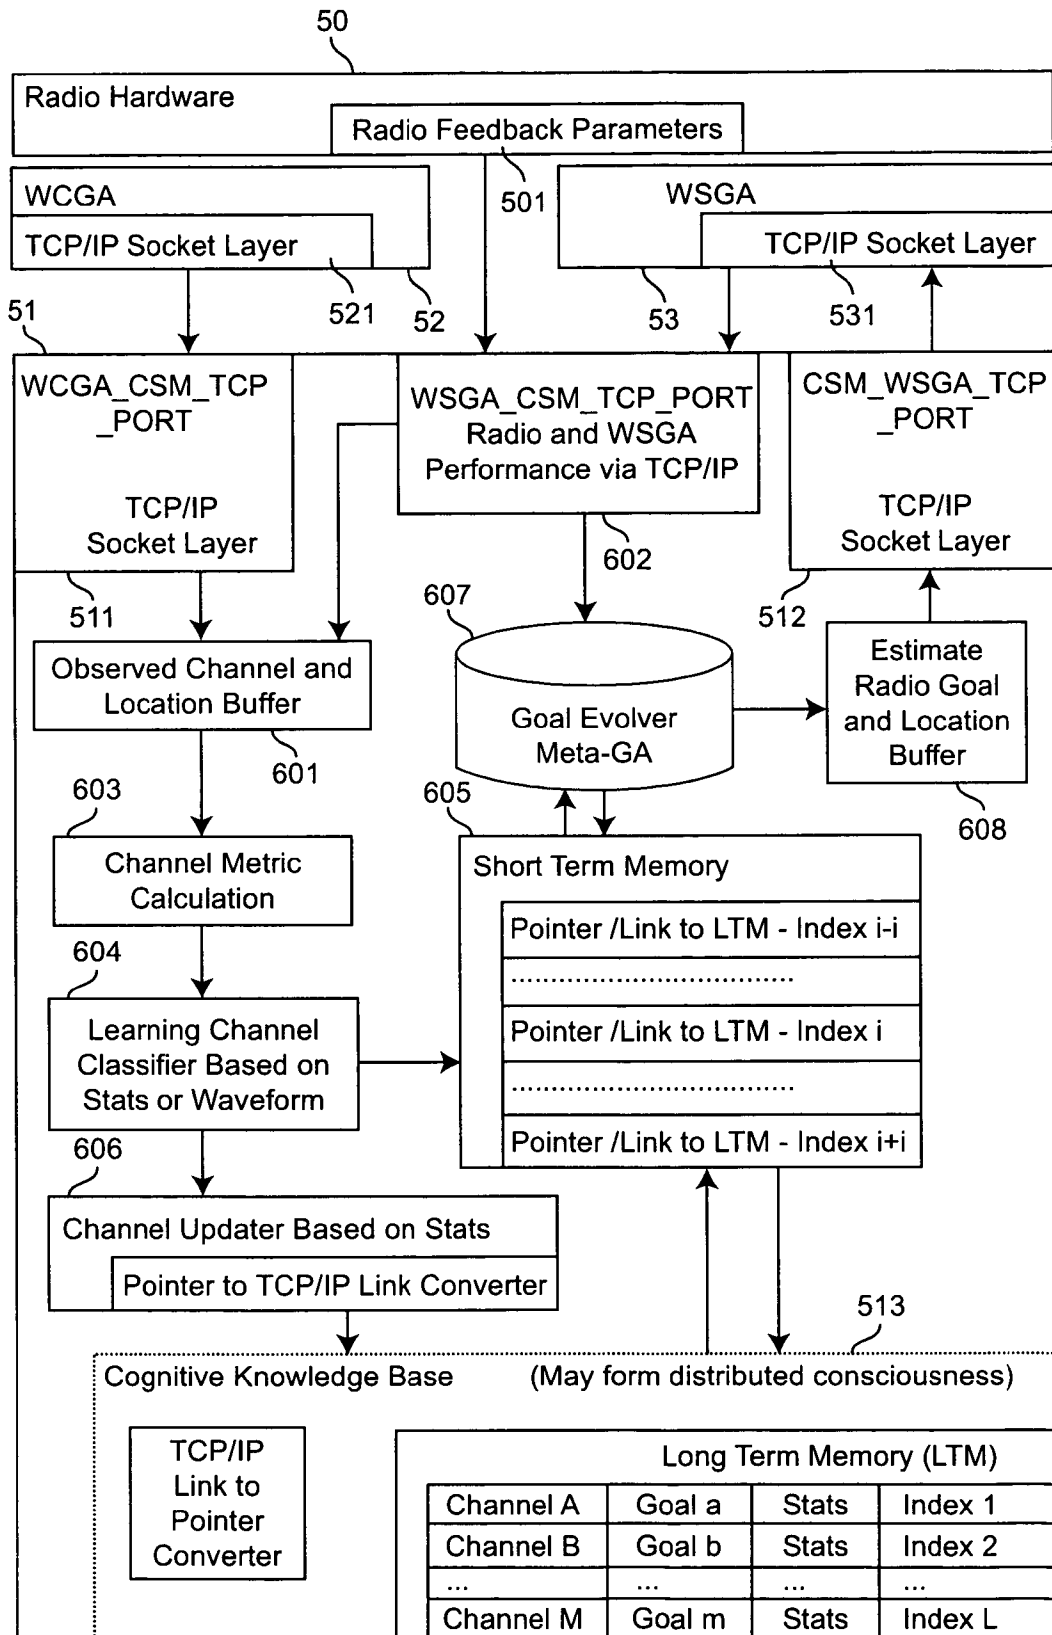 50
Radio Hardware
Radio Feedback Parameters
501
WCGA
TCP/IP Socket Layer
521
52
WSGA
TCP/IP Socket Layer
53
531
51
WCGA_CSM_TCP
_PORT
TCP/IP
Socket Layer
511
WSGA_CSM_TCP_PORT
Radio and WSGA
Performance via TCP/IP
602
CSM_WSGA_TCP
_PORT
TCP/IP
Socket Layer
512
Observed Channel and
Location Buffer
601
607
Goal Evolver
Meta-GA
Estimate
Radio Goal
and Location
Buffer
608
603
Channel Metric
Calculation
605
Short Term Memory
Pointer /Link to LTM - Index i-i
....................................
Pointer /Link to LTM - Index i
....................................
Pointer /Link to LTM - Index i+i
604
Learning Channel
Classifier Based on
Stats or Waveform
606
Channel Updater Based on Stats
Pointer to TCP/IP Link Converter
513
Cognitive Knowledge Base (May form distributed consciousness)
TCP/IP
Link to
Pointer
Converter
Long Term Memory (LTM)
Channel A Goal a Stats Index 1
Channel B Goal b Stats Index 2
... ... ... ...
Channel M Goal m Stats Index L